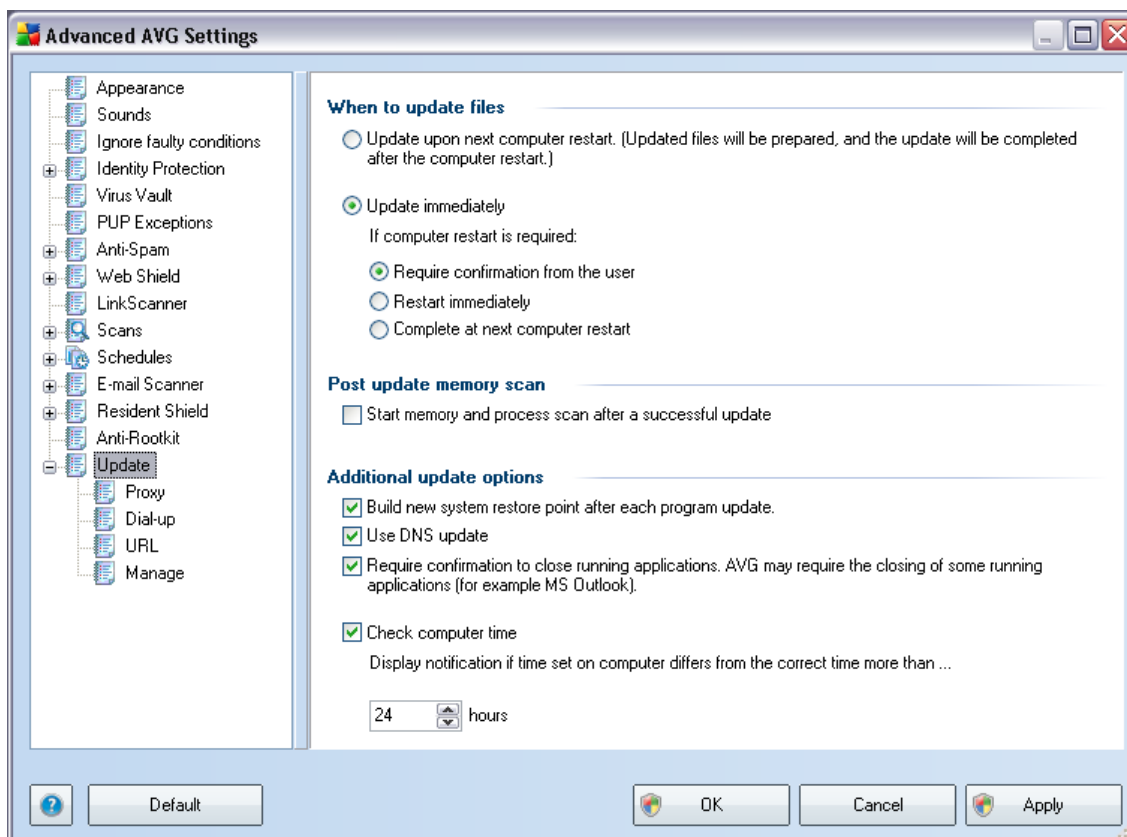 Advanced AVG Settings
Appearance
Sounds
Ignore faulty conditions
Identity Protection
Virus Vault
PUP Exceptions
Anti-Spam
Web Shield
LinkScanner
Scans
Schedules
E-mail Scanner
Resident Shield
Anti-Rootkit
Update
Proxy
Dial-up
URL
Manage
When to update files
Update upon next computer restart. (Updated files will be prepared, and the update will be completed
after the computer restart.)
Update immediately
If computer restart is required:
Require confirmation from the user
Restart immediately
Complete at next computer restart
Post update memory scan
Start memory and process scan after a successful update
Additional update options
Build new system restore point after each program update.
Use DNS update
Require confirmation to close running applications. AVG may require the closing of some running
applications (for example MS Outlook).
Check computer time
Display notification if time set on computer differs from the correct time more than ...
24 hours
? Default OK Cancel Apply